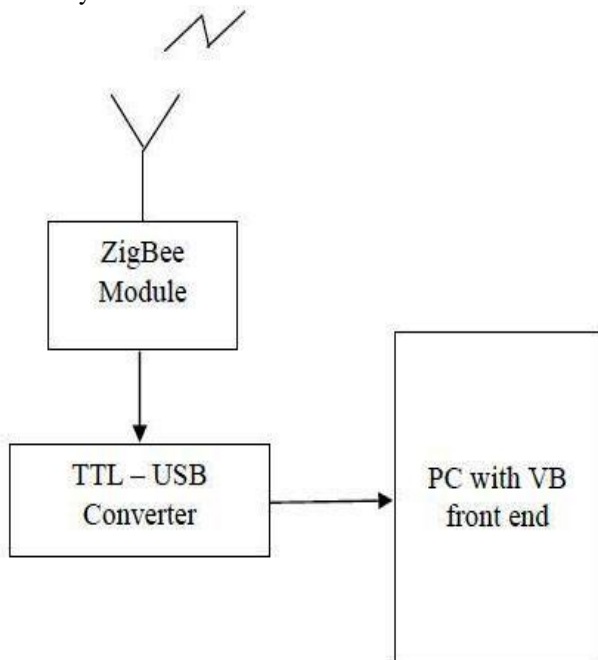 ZigBee
Module
TTL – USB
Converter
PC with VB
front end